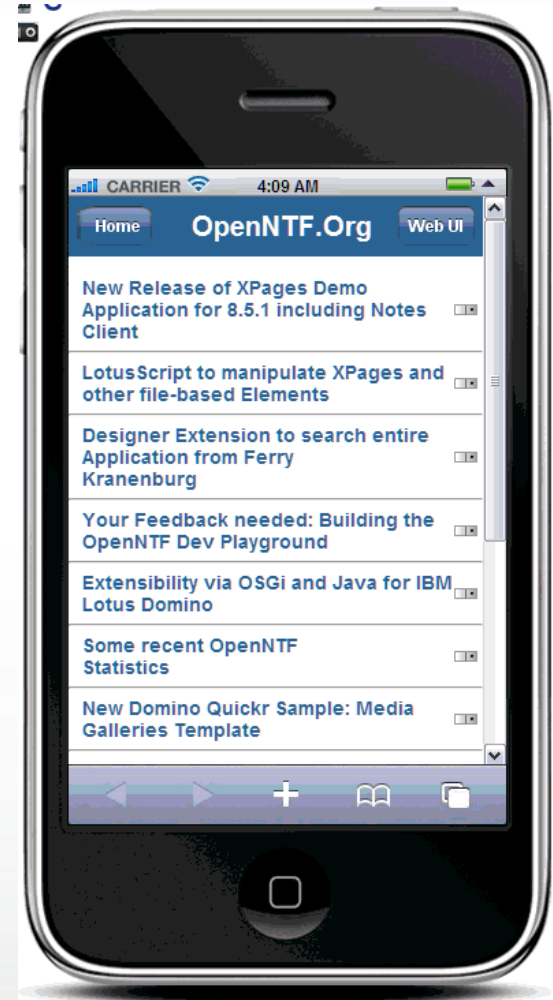 CARRIER 4:09 AM
Home OpenNTF.Org Web UI
New Release of XPages Demo
Application for 8.5.1 including Notes
Client
LotusScript to manipulate XPages and
other file-based Elements
Designer Extension to search entire
Application from Ferry
Kranenburg
Your Feedback needed: Building the
OpenNTF Dev Playground
Extensibility via OSGi and Java for IBM
Lotus Domino
Some recent OpenNTF
Statistics
New Domino Quickr Sample: Media
Galleries Template